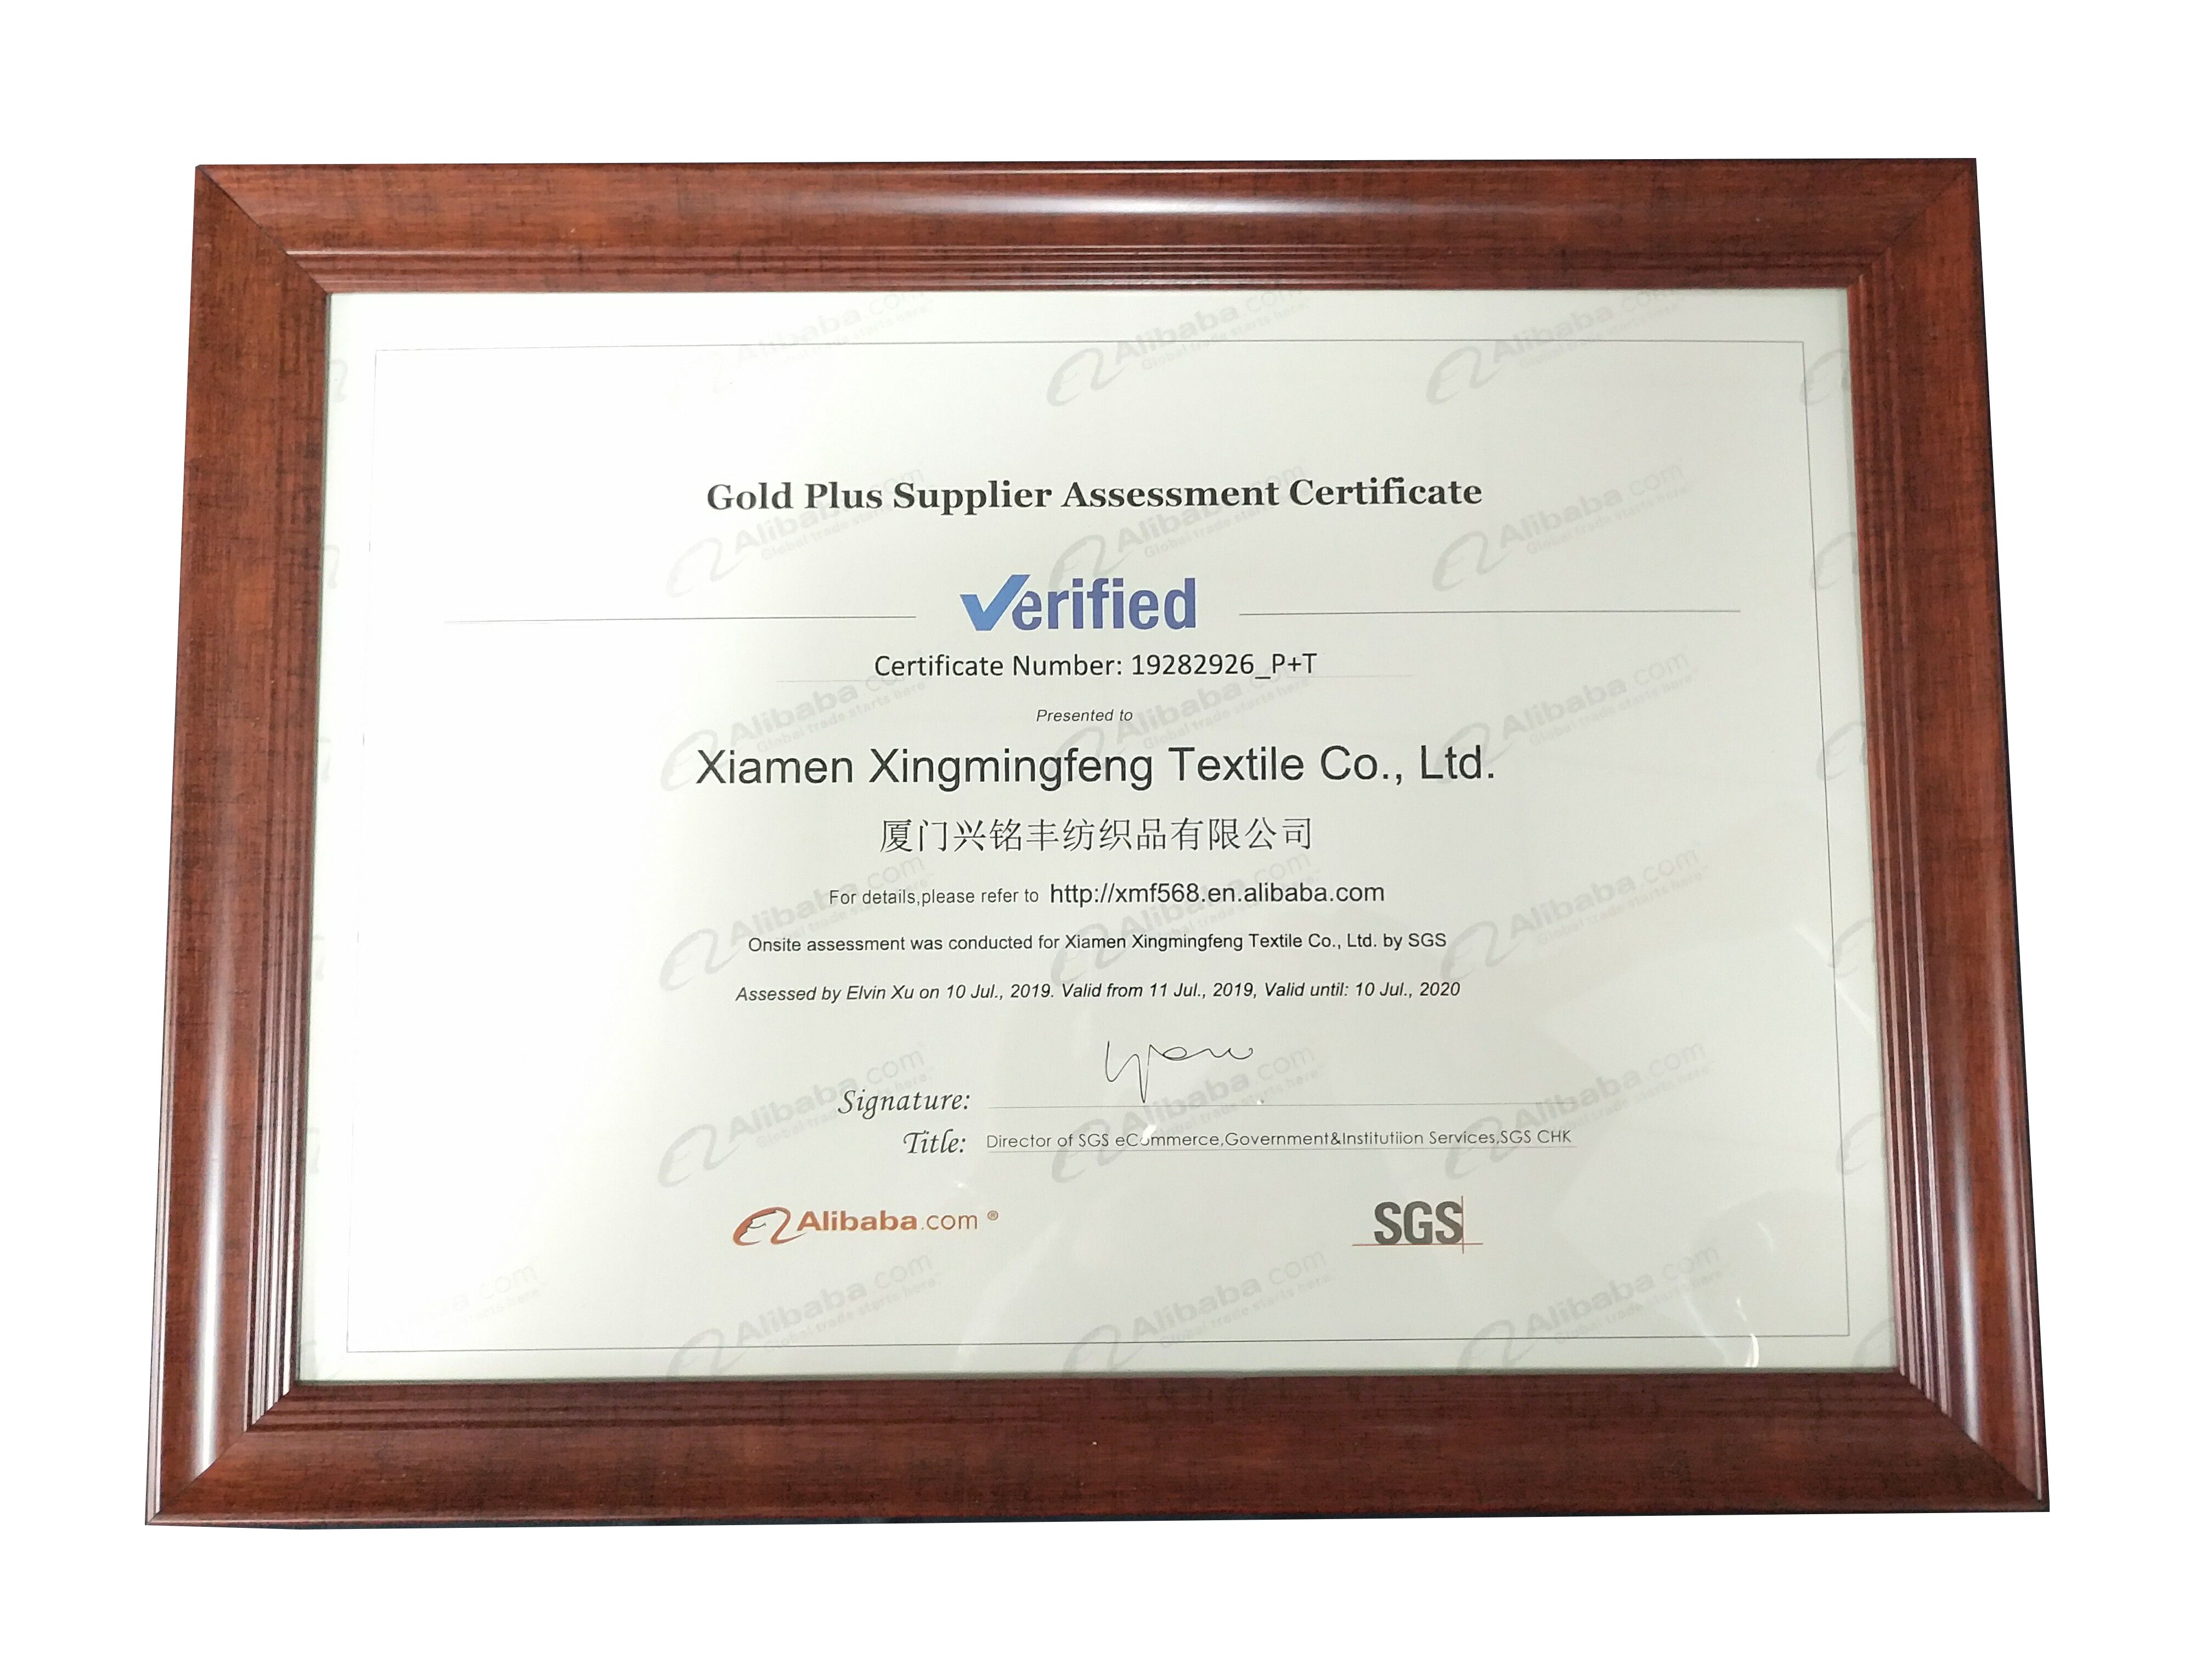 Gold Plus Supplier Assessment Certificate
Verified
Certificate Number: 19282926_P+T
Presented to
Xiamen Xingmingfeng Textile Co., Ltd.
厦门兴铭丰纺织品有限公司
For details,please refer to http://xmf568.en.alibaba.com
Onsite assessment was conducted for Xiamen Xingmingfeng Textile Co., Ltd. by SGS
Assessed by Elvin Xu on 10 Jul., 2019. Valid from 11 Jul., 2019, Valid until: 10 Jul., 2020
Signature:
Title: Director of SGS eCommerce,Government&Institutiion Services,SGS CHK
Alibaba.com ® SGS